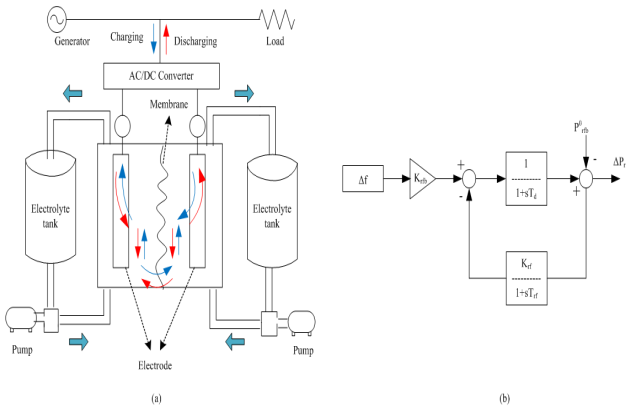 Generator
Charging
Discharging
Load
AC/DC Converter
Membrane
Electrolyte
tank
Electrolyte
tank
Pump
Pump
Electrode
(a)
P⁰rfb
-
Δf
Krfb
+
-
1
1+sTd
+
ΔPr
Krf
1+sTrf
(b)